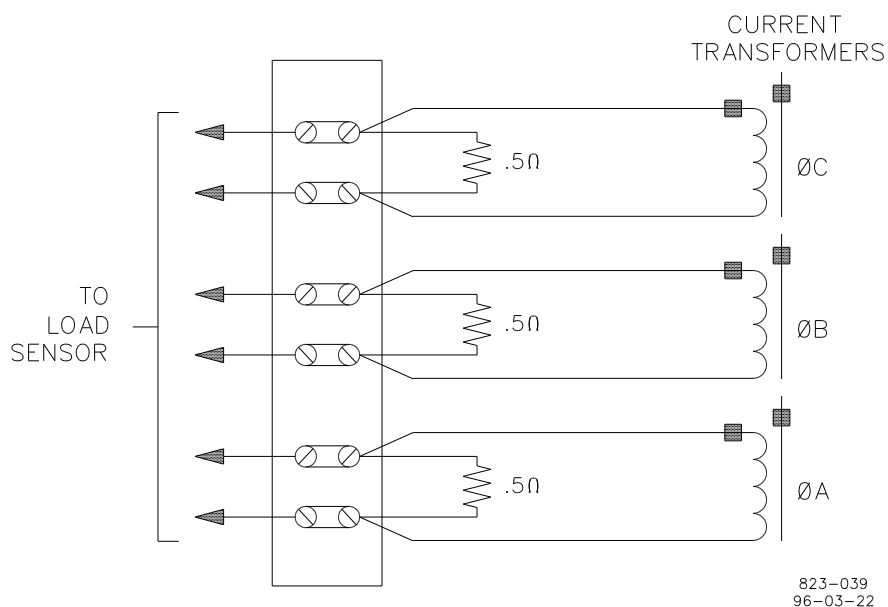 CURRENT
TRANSFORMERS
.5Ω
ØC
TO
LOAD
SENSOR
.5Ω
ØB
.5Ω
ØA
823-039
96-03-22